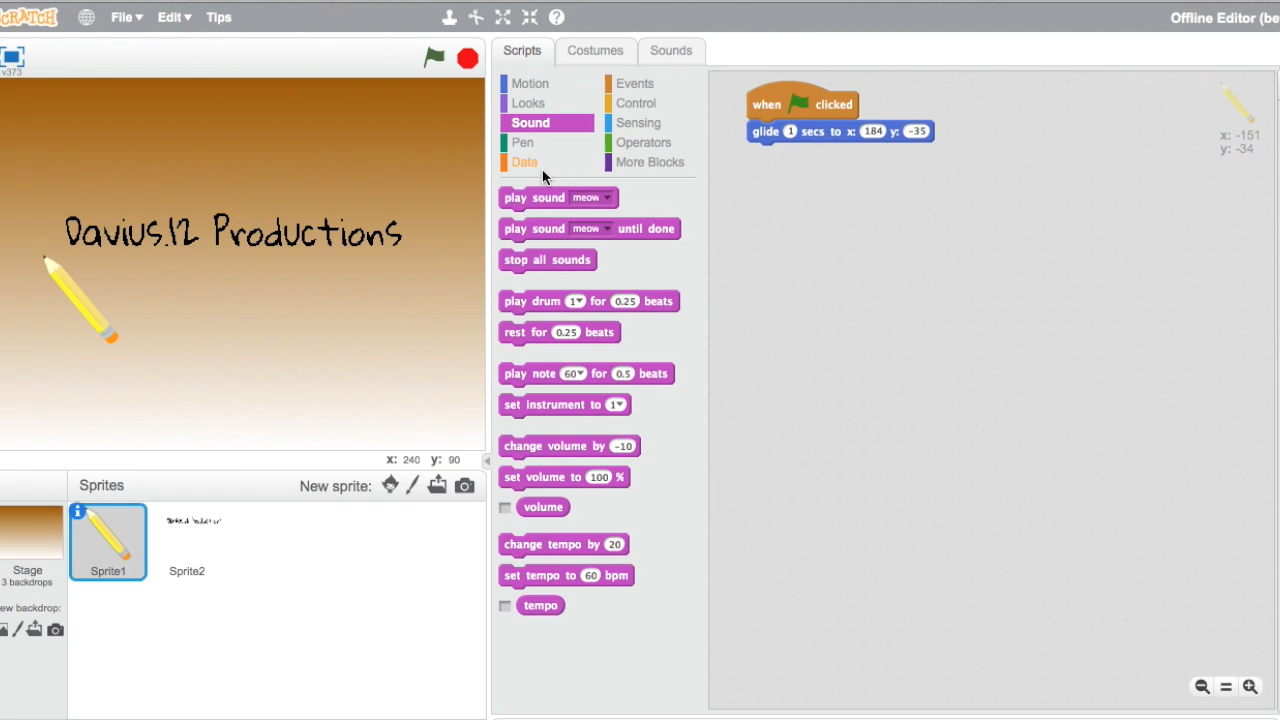 SCRATCH File Edit Tips Offline Editor (be
v373
Scripts Costumes Sounds
Motion Events
Looks Control
Sound Sensing
Pen Operators
Data More Blocks
play sound meow
play sound meow until done
stop all sounds
play drum 1 for 0.25 beats
rest for 0.25 beats
play note 60 for 0.5 beats
set instrument to 1
change volume by -10
set volume to 100 %
volume
change tempo by 20
set tempo to 60 bpm
tempo
when clicked
glide 1 secs to x: 184 y: -35
x: -151
y: -34
Davius.12 Productions
x: 240 y: 90
Sprites New sprite:
Stage
3 backdrops
ew backdrop:
Sprite1 Sprite2